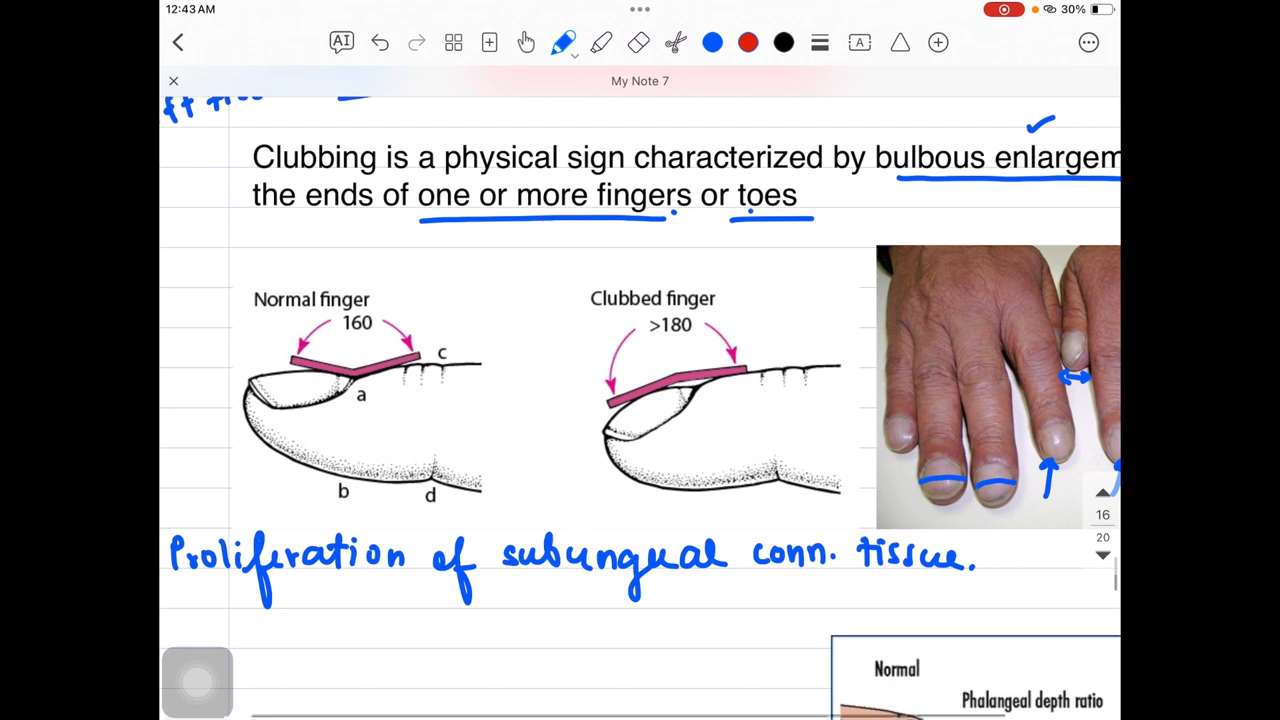 12:43 AM
30%
AI
A
My Note 7
Clubbing is a physical sign characterized by bulbous enlargem
the ends of one or more fingers or toes
Normal finger
160
c
a
b
d
Clubbed finger
>180
16
20
Proliferation of subungual conn. tissue.
Normal
Phalangeal depth ratio